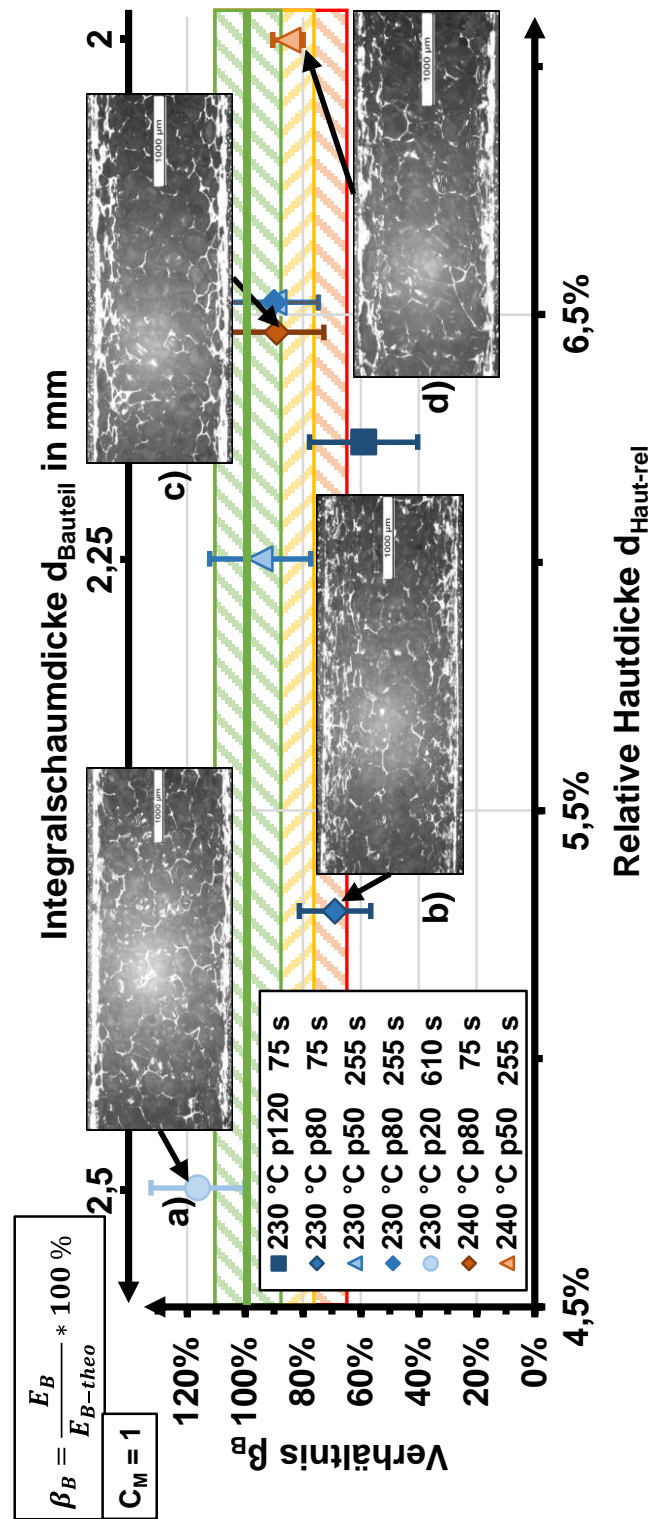 β_B = E_B / E_B−theo * 100 %
C_M = 1
Integralschaumdicke d_Bauteil in mm
2,5
2,25
2
Verhältnis β_B
120%
100%
80%
60%
40%
20%
0%
a)
b)
c)
d)
1000 µm
1000 µm
1000 µm
1000 µm
230 °C p120 75 s
230 °C p80 75 s
230 °C p50 255 s
230 °C p80 255 s
230 °C p20 610 s
240 °C p80 75 s
240 °C p50 255 s
4,5%
5,5%
6,5%
Relative Hautdicke d_Haut-rel